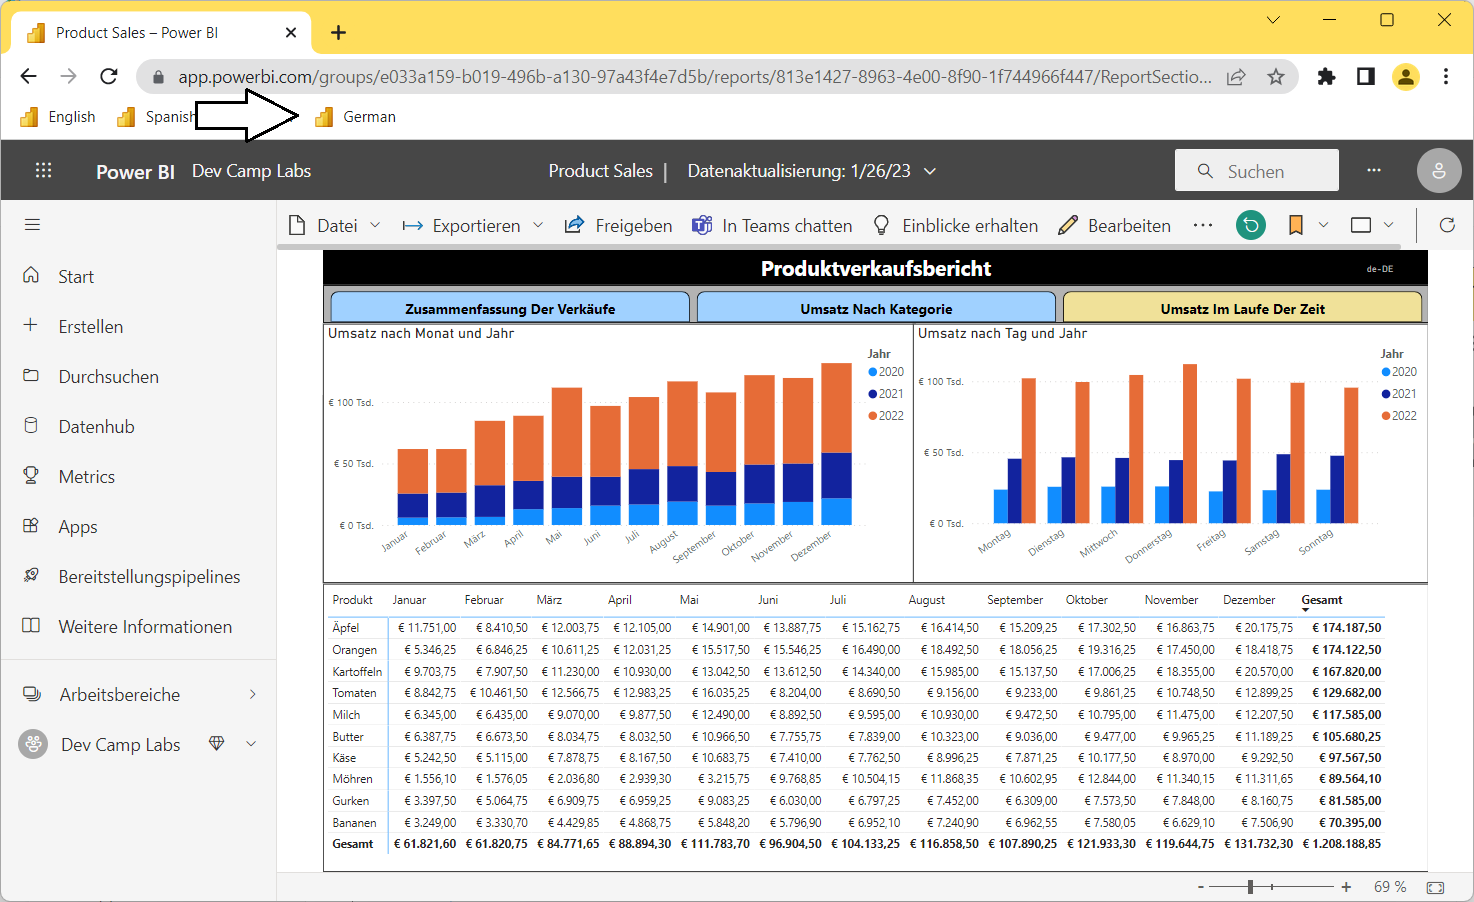 Product Sales – Power BI
app.powerbi.com/groups/e033a159-b019-496b-a130-97a43f4e7d5b/reports/813e1427-8963-4e00-8f90-1f744966f447/ReportSectio...
English Spanish German
Power BI Dev Camp Labs Product Sales | Datenaktualisierung: 1/26/23 Suchen
Datei Exportieren Freigeben In Teams chatten Einblicke erhalten Bearbeiten
Start
Erstellen
Durchsuchen
Datenhub
Metrics
Apps
Bereitstellungspipelines
Weitere Informationen
Arbeitsbereiche
Dev Camp Labs
Produktverkaufsbericht de-DE
Zusammenfassung Der Verkäufe Umsatz Nach Kategorie Umsatz Im Laufe Der Zeit
Umsatz nach Monat und Jahr
Jahr
2020
2021
2022
€ 100 Tsd.
€ 50 Tsd.
€ 0 Tsd.
Januar Februar März April Mai Juni Juli August September Oktober November Dezember
Umsatz nach Tag und Jahr
Jahr
2020
2021
2022
€ 100 Tsd.
€ 50 Tsd.
€ 0 Tsd.
Montag Dienstag Mittwoch Donnerstag Freitag Samstag Sonntag
Produkt Januar Februar März April Mai Juni Juli August September Oktober November Dezember Gesamt
Äpfel € 11.751,00 € 8.410,50 € 12.003,75 € 12.105,00 € 14.901,00 € 13.887,75 € 15.162,75 € 16.414,50 € 15.209,25 € 17.302,50 € 16.863,75 € 20.175,75 € 174.187,50
Orangen € 5.346,25 € 6.846,25 € 10.611,25 € 12.031,25 € 15.517,50 € 15.546,25 € 16.490,00 € 18.492,50 € 18.056,25 € 19.316,25 € 17.450,00 € 18.418,75 € 174.122,50
Kartoffeln € 9.703,75 € 7.907,50 € 11.230,00 € 10.930,00 € 13.042,50 € 13.612,50 € 14.340,00 € 15.985,00 € 15.137,50 € 17.006,25 € 18.355,00 € 20.570,00 € 167.820,00
Tomaten € 8.842,75 € 10.461,50 € 12.566,75 € 12.983,25 € 16.035,25 € 8.204,00 € 8.690,50 € 9.156,00 € 9.233,00 € 9.861,25 € 10.748,50 € 12.899,25 € 129.682,00
Milch € 6.345,00 € 6.435,00 € 9.070,00 € 9.877,50 € 12.490,00 € 8.892,50 € 9.595,00 € 10.930,00 € 9.472,50 € 10.795,00 € 11.475,00 € 12.207,50 € 117.585,00
Butter € 6.387,75 € 6.673,50 € 8.034,75 € 8.032,50 € 10.966,50 € 7.755,75 € 7.839,00 € 10.323,00 € 9.036,00 € 9.477,00 € 9.965,25 € 11.189,25 € 105.680,25
Käse € 5.242,50 € 5.115,00 € 7.878,75 € 8.167,50 € 10.683,75 € 7.410,00 € 7.762,50 € 8.996,25 € 7.871,25 € 10.177,50 € 8.970,00 € 9.292,50 € 97.567,50
Möhren € 1.556,10 € 1.576,05 € 2.036,80 € 2.939,30 € 3.215,75 € 9.768,85 € 10.504,15 € 11.868,35 € 10.602,95 € 12.844,00 € 11.340,15 € 11.311,65 € 89.564,10
Gurken € 3.397,50 € 5.064,75 € 6.909,75 € 6.959,25 € 9.083,25 € 6.030,00 € 6.797,25 € 7.452,00 € 6.309,00 € 7.573,50 € 7.848,00 € 8.160,75 € 81.585,00
Bananen € 3.249,00 € 3.330,70 € 4.429,85 € 4.868,75 € 5.848,20 € 5.796,90 € 6.952,10 € 7.240,90 € 6.962,55 € 7.580,05 € 6.629,10 € 7.506,90 € 70.395,00
Gesamt € 61.821,60 € 61.820,75 € 84.771,65 € 88.894,30 € 111.783,70 € 96.904,50 € 104.133,25 € 116.858,50 € 107.890,25 € 121.933,30 € 119.644,75 € 131.732,30 € 1.208.188,85
- + 69 %